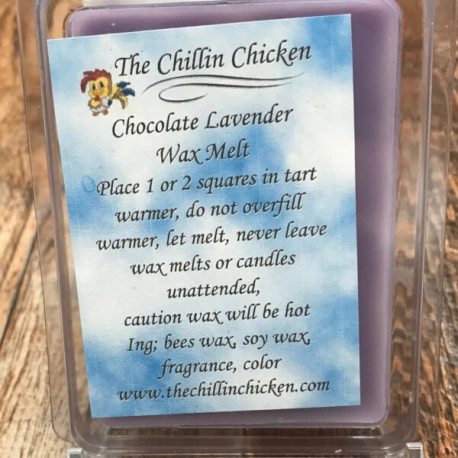 The Chillin Chicken
Chocolate Lavender
Wax Melt
Place 1 or 2 squares in tart
warmer, do not overfill
warmer, let melt, never leave
wax melts or candles
unattended,
caution wax will be hot
Ing; bees wax, soy wax,
fragrance, color
www.thechillinchicken.com